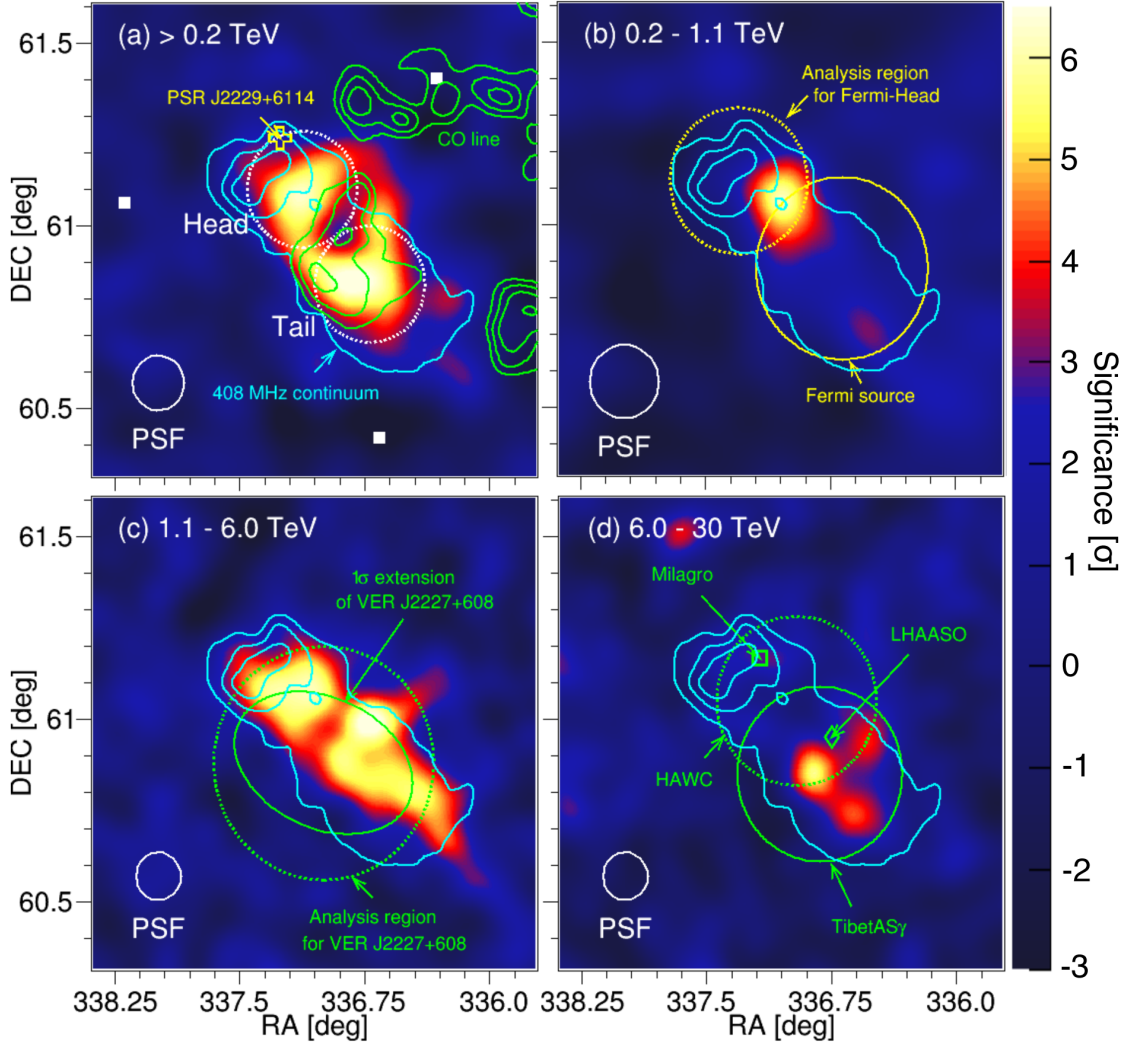 (a) > 0.2 TeV
PSR J2229+6114
CO line
Head
Tail
408 MHz continuum
PSF
(b) 0.2 - 1.1 TeV
Analysis region
for Fermi-Head
Fermi source
PSF
61.5
61
60.5
DEC [deg]
(c) 1.1 - 6.0 TeV
1σ extension
of VER J2227+608
Analysis region
for VER J2227+608
PSF
(d) 6.0 - 30 TeV
Milagro
LHAASO
HAWC
TibetASγ
PSF
61.5
61
60.5
DEC [deg]
338.25
337.5
336.75
336.0
RA [deg]
337.5
336.75
336.0
RA [deg]
6
5
4
3
2
1
0
-1
-2
-3
Significance [σ]